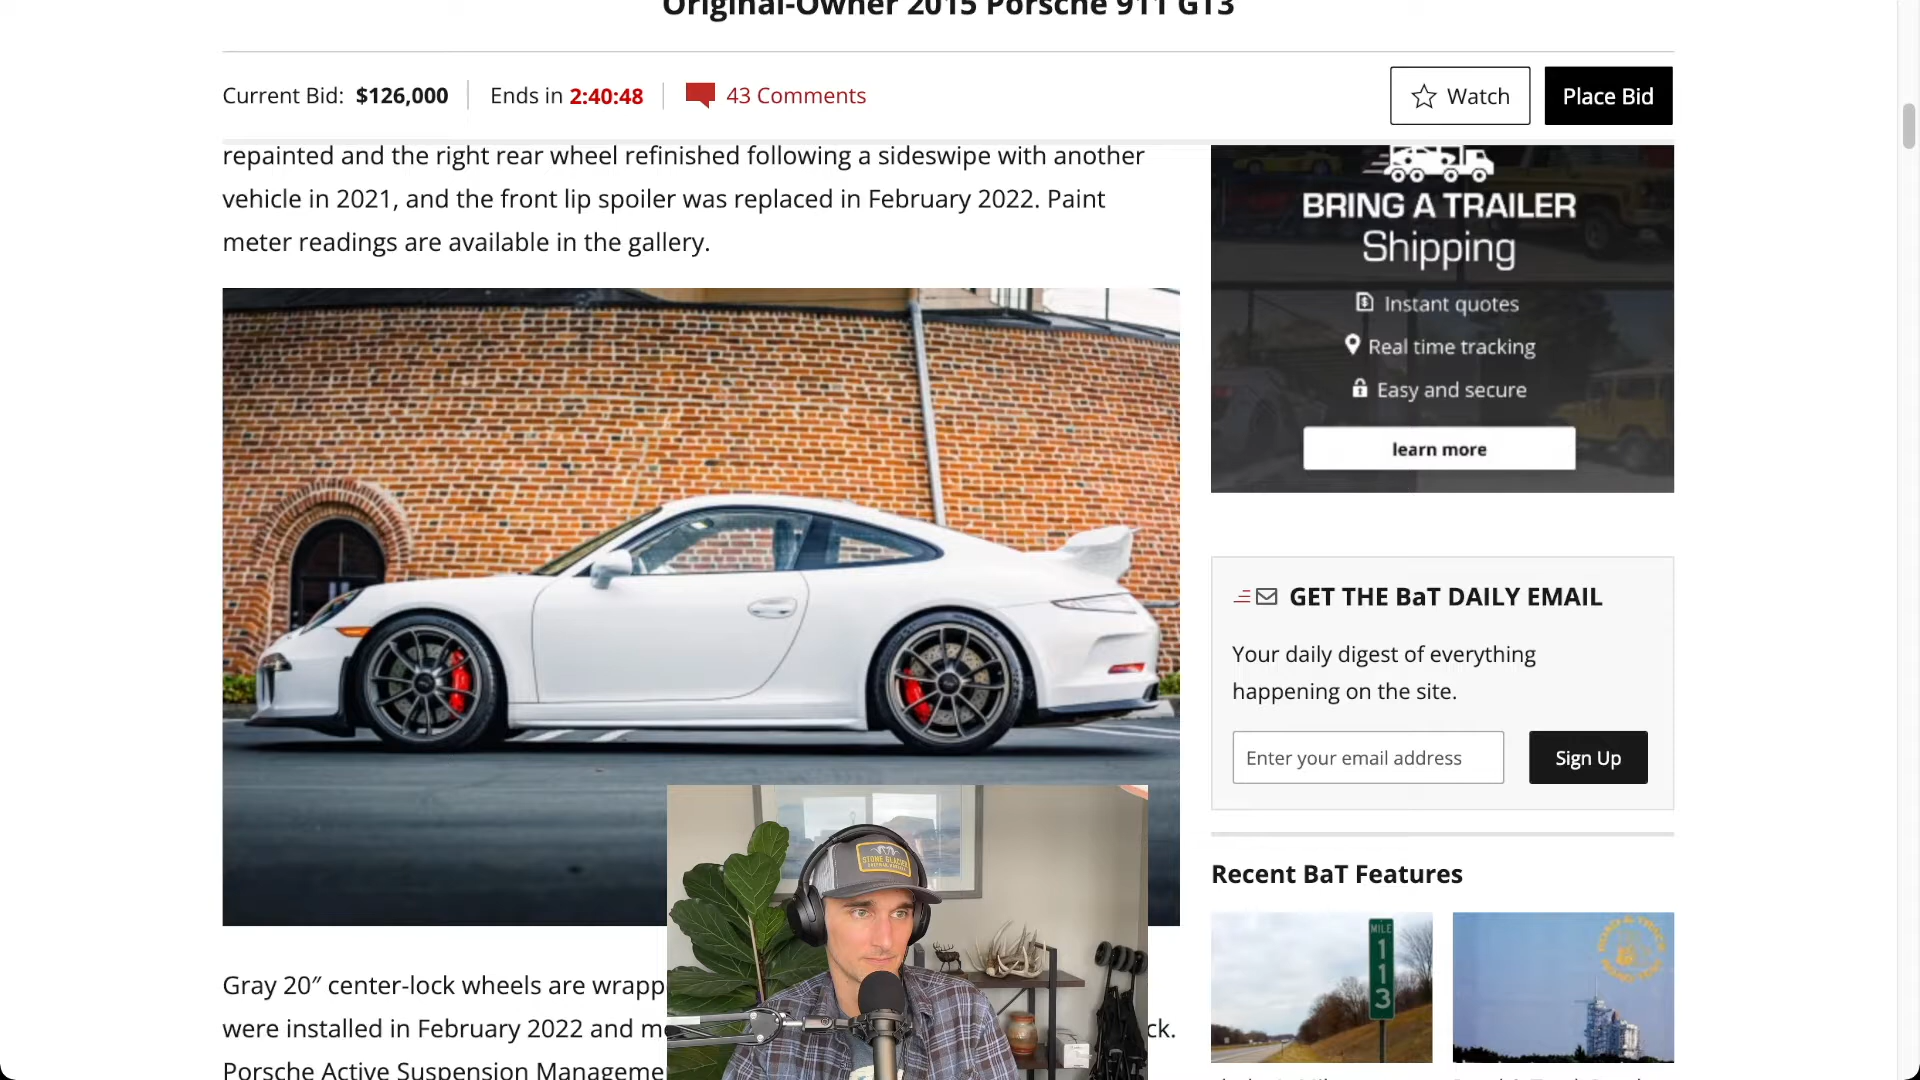 Original-Owner 2015 Porsche 911 GT3
Current Bid: $126,000 Ends in 2:40:48 43 Comments Watch Place Bid
repainted and the right rear wheel refinished following a sideswipe with another
vehicle in 2021, and the front lip spoiler was replaced in February 2022. Paint
meter readings are available in the gallery.
BRING A TRAILER
Shipping
Instant quotes
Real time tracking
Easy and secure
learn more
GET THE BaT DAILY EMAIL
Your daily digest of everything
happening on the site.
Enter your email address Sign Up
Recent BaT Features
MILE
113
STONE GLACIER
Gray 20″ center-lock wheels are
were installed in February 2022 and
Porsche Active Suspension